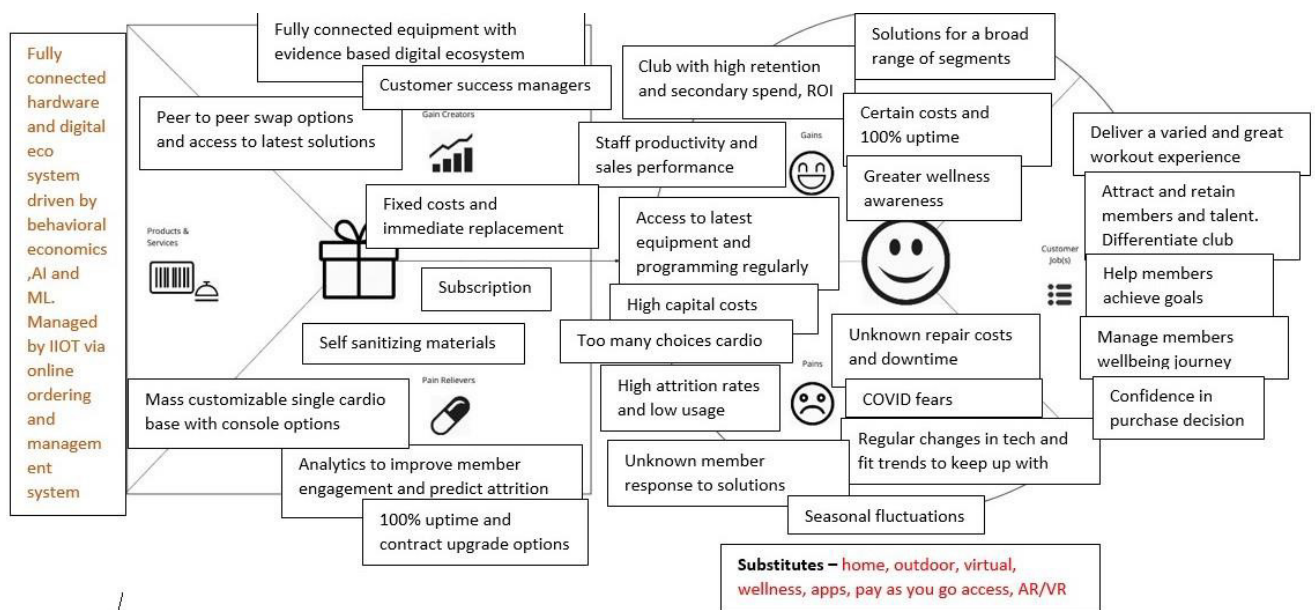 Fully
connected
hardware
and digital
eco
system
driven by
behavioral
economics
,AI and
ML.
Managed
by IIOT via
online
ordering
and
managem
ent
system
Fully connected equipment with
evidence based digital ecosystem
Customer success managers
Peer to peer swap options
and access to latest solutions
Gain Creators
Fixed costs and
immediate replacement
Products &
Services
Subscription
Self sanitizing materials
Pain Relievers
Mass customizable single cardio
base with console options
Analytics to improve member
engagement and predict attrition
100% uptime and
contract upgrade options
Solutions for a broad
range of segments
Club with high retention
and secondary spend, ROI
Certain costs and
100% uptime
Staff productivity and
sales performance
Gains
Greater wellness
awareness
Access to latest
equipment and
programming regularly
High capital costs
Too many choices cardio
Unknown repair costs
and downtime
High attrition rates
and low usage
Pains
COVID fears
Regular changes in tech and
fit trends to keep up with
Unknown member
response to solutions
Seasonal fluctuations
Deliver a varied and great
workout experience
Attract and retain
members and talent.
Differentiate club
Customer
Job(s)
Help members
achieve goals
Manage members
wellbeing journey
Confidence in
purchase decision
Substitutes – home, outdoor, virtual,
wellness, apps, pay as you go access, AR/VR